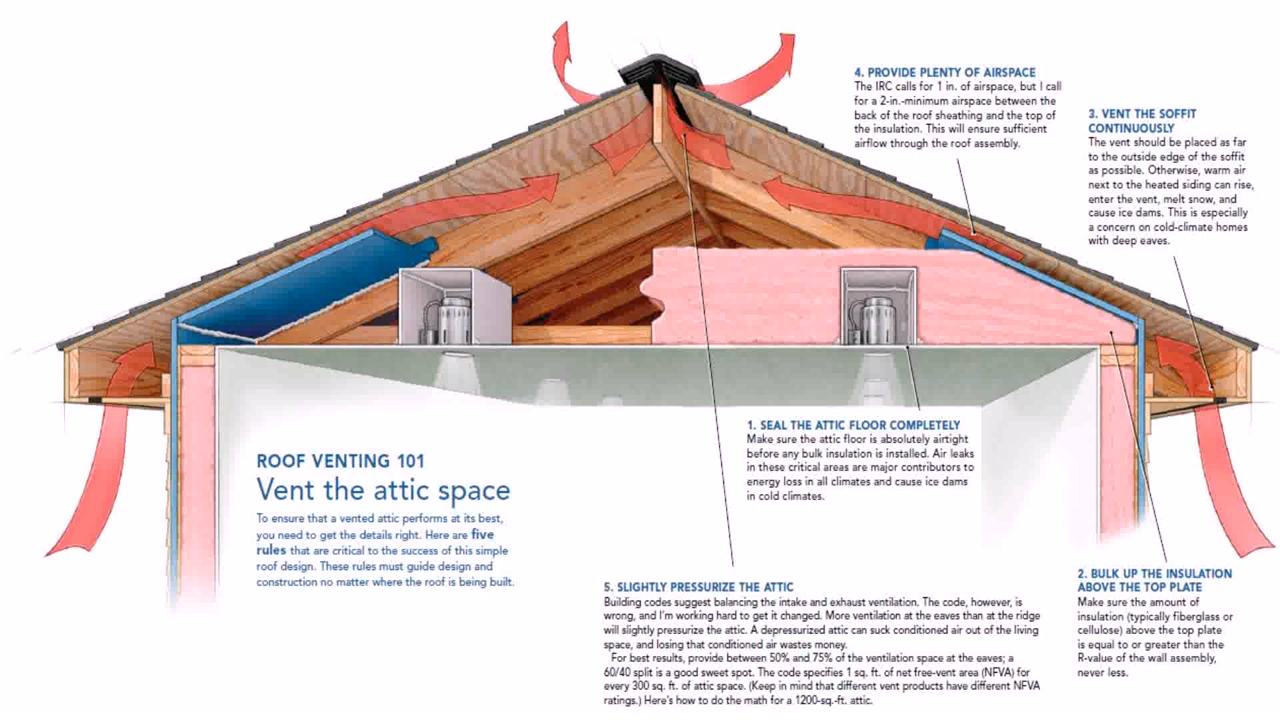 4. PROVIDE PLENTY OF AIRSPACE
The IRC calls for 1 in. of airspace, but I call
for a 2-in.-minimum airspace between the
back of the roof sheathing and the top of
the insulation. This will ensure sufficient
airflow through the roof assembly.
3. VENT THE SOFFIT
CONTINUOUSLY
The vent should be placed as far
to the outside edge of the soffit
as possible. Otherwise, warm air
next to the heated siding can rise,
enter the vent, melt snow, and
cause ice dams. This is especially
a concern on cold-climate homes
with deep eaves.
1. SEAL THE ATTIC FLOOR COMPLETELY
Make sure the attic floor is absolutely airtight
before any bulk insulation is installed. Air leaks
in these critical areas are major contributors to
energy loss in all climates and cause ice dams
in cold climates.
ROOF VENTING 101
Vent the attic space
To ensure that a vented attic performs at its best,
you need to get the details right. Here are five
rules that are critical to the success of this simple
roof design. These rules must guide design and
construction no matter where the roof is being built.
5. SLIGHTLY PRESSURIZE THE ATTIC
Building codes suggest balancing the intake and exhaust ventilation. The code, however, is
wrong, and I'm working hard to get it changed. More ventilation at the eaves than at the ridge
will slightly pressurize the attic. A depressurized attic can suck conditioned air out of the living
space, and losing that conditioned air wastes money.
For best results, provide between 50% and 75% of the ventilation space at the eaves; a
60/40 split is a good sweet spot. The code specifies 1 sq. ft. of net free-vent area (NFVA) for
every 300 sq. ft. of attic space. (Keep in mind that different vent products have different NFVA
ratings.) Here's how to do the math for a 1200-sq.-ft. attic.
2. BULK UP THE INSULATION
ABOVE THE TOP PLATE
Make sure the amount of
insulation (typically fiberglass or
cellulose) above the top plate
is equal to or greater than the
R-value of the wall assembly,
never less.